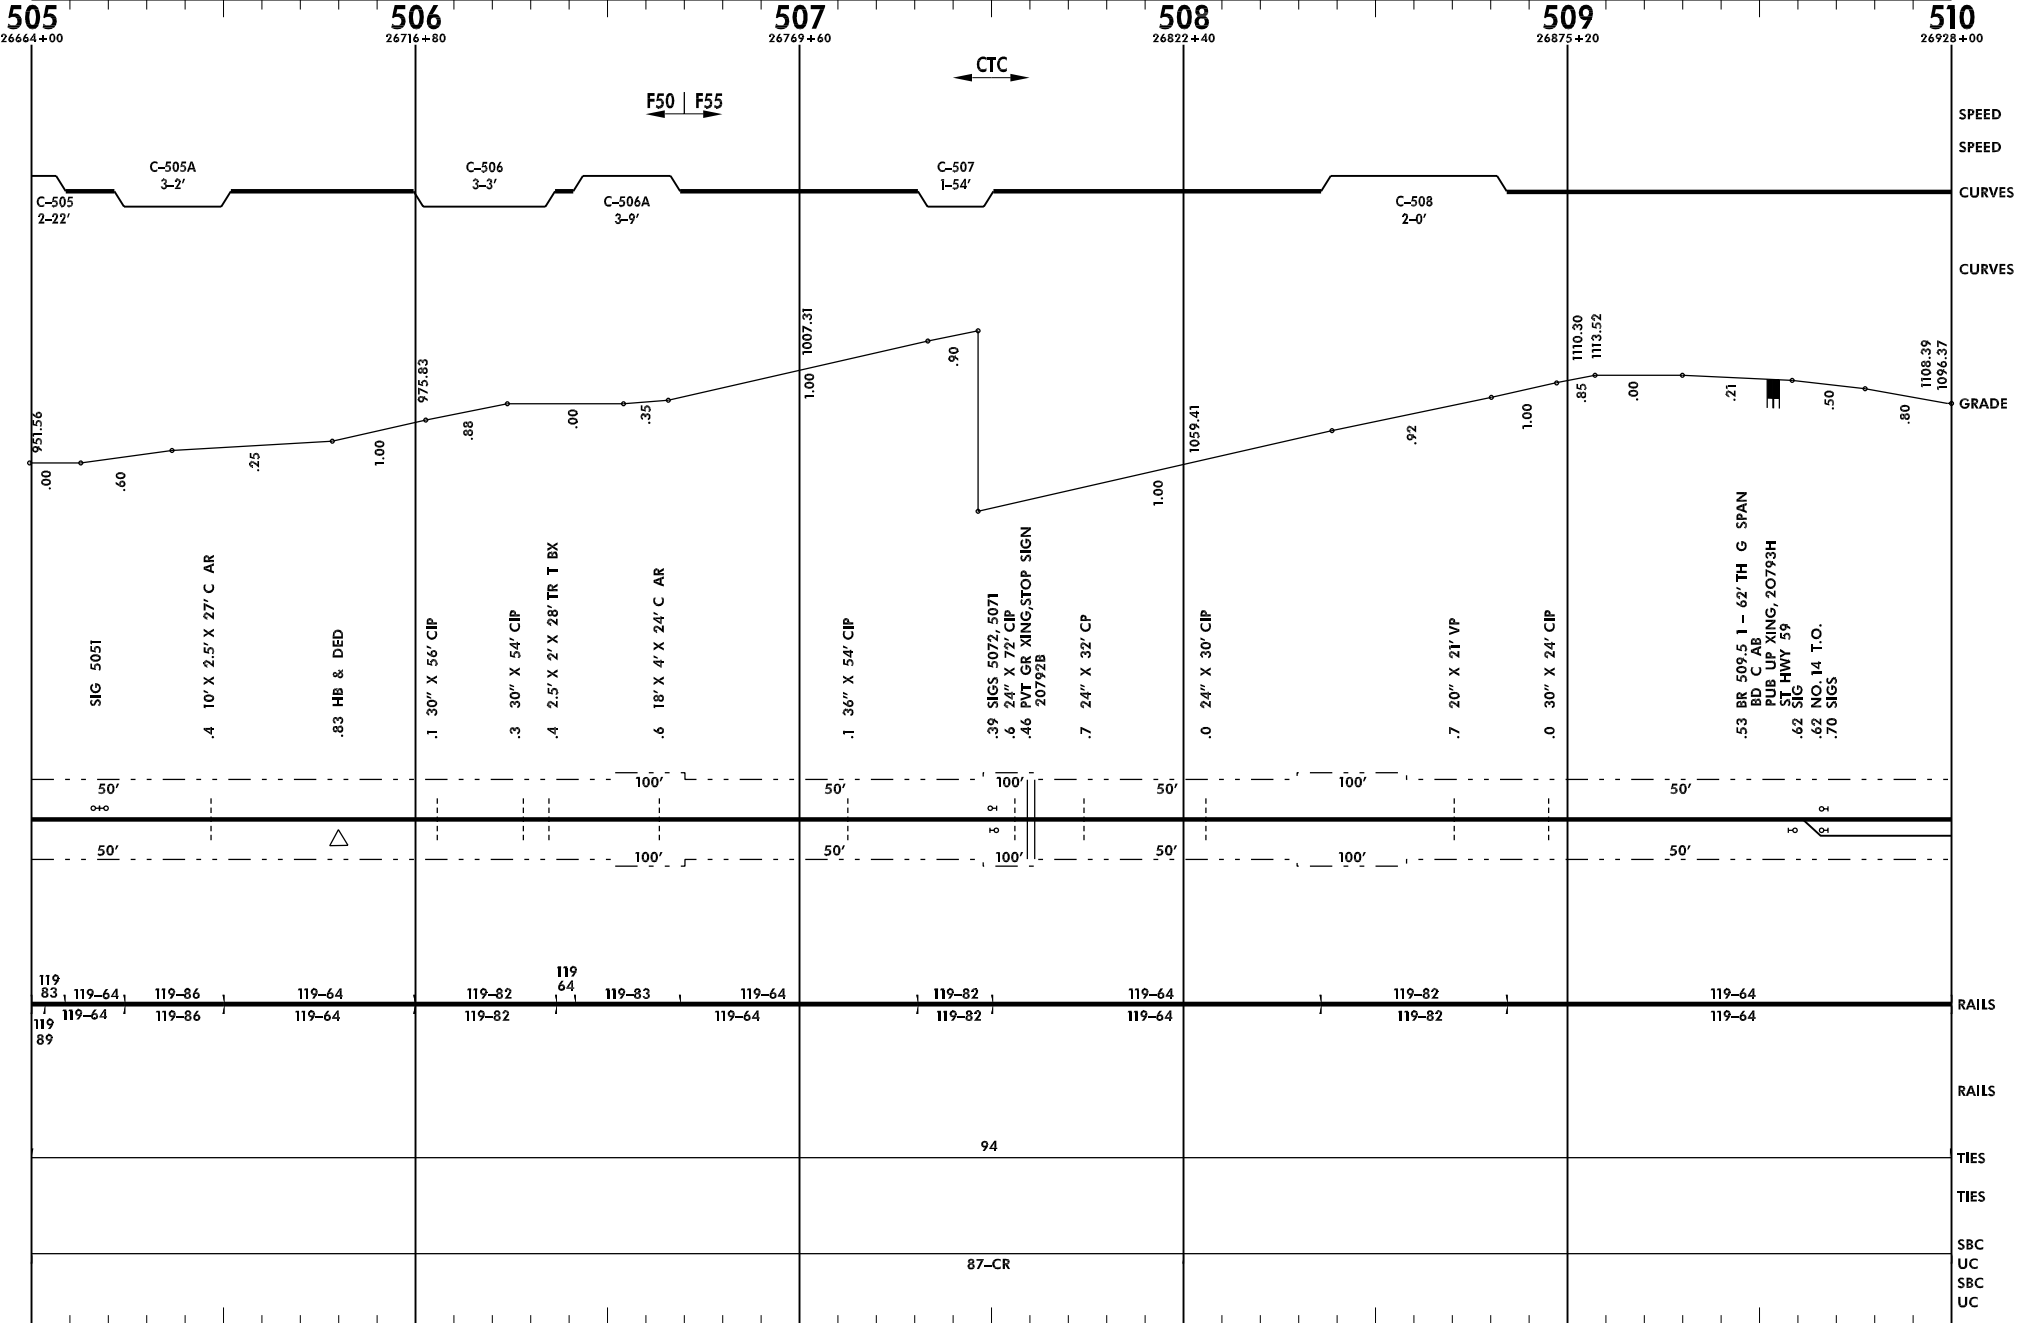 505 506 507 508 509 510
26664+00 26716+80 26769+60 26822+40 26875+20 26928+00
CTC
F50 F55
SPEED
SPEED
C–505A C–506 C–507
3–2′ 3–3′ 1–54′
CURVES
C–505 C–506A C–508
2–22′ 3–9′ 2–0′
CURVES
951.56
975.83
1007.31
1059.41
1110.30
1113.52
1108.39
1096.37
GRADE
.00
.60
.25
1.00
.88
.00
.35
1.00
.90
1.00
.92
1.00
.85
.00
.21
.50
.80
SIG 5051
.4 10′ X 2.5′ X 27′ C AR
.83 HB & DED
.1 30″ X 56′ CIP
.3 30″ X 54′ CIP
.4 2.5′ X 2′ X 28′ TR T BX
.6 18′ X 4′ X 24′ C AR
.1 36″ X 54′ CIP
.39 SIGS 5072, 5071
.6 24″ X 72′ CIP
.46 PVT GR XING,STOP SIGN
20792B
.7 24″ X 32′ CP
.0 24″ X 30′ CIP
.7 20″ X 21′ VP
.0 30″ X 24′ CIP
.53 BR 509.5 1 – 62′ TH G SPAN
BD C AB
PUB UP XING, 20793H
ST HWY 59
.62 SIG
.62 NO. 14 T.O.
.70 SIGS
50′ 100′ 50′ 100′ 50′ 100′ 50′
50′ 100′ 50′ 100′ 50′ 100′ 50′
119 119
83 119–64 119–86 119–64 119–82 64 119–83 119–64 119–82 119–64 119–82 119–64
RAILS
119 119–64 119–86 119–64 119–82 119–64 119–82 119–64 119–82 119–64
89
RAILS
94
TIES
TIES
SBC
87–CR
UC
SBC
UC